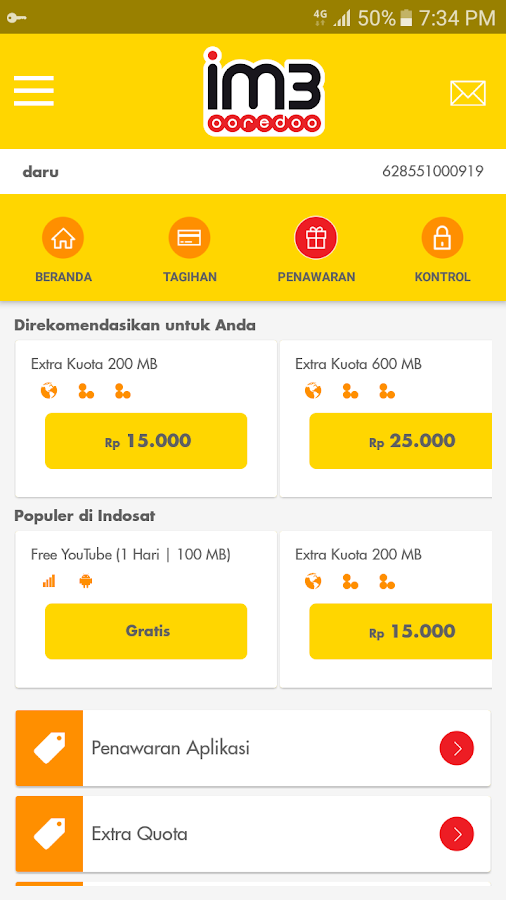 4G 50% 7:34 PM
im3
ooredoo
daru 628551000919
BERANDA TAGIHAN PENAWARAN KONTROL
Direkomendasikan untuk Anda
Extra Kuota 200 MB Extra Kuota 600 MB
Rp 15.000 Rp 25.000
Populer di Indosat
Free YouTube (1 Hari | 100 MB) Extra Kuota 200 MB
Gratis Rp 15.000
Penawaran Aplikasi
Extra Quota